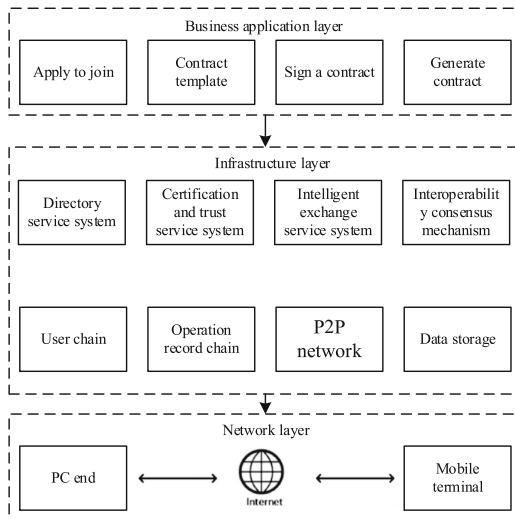 Business application layer
Apply to join
Contract
template
Sign a contract
Generate
contract
Infrastructure layer
Directory
service system
Certification
and trust
service system
Intelligent
exchange
service system
Interoperabilit
y consensus
mechanism
User chain
Operation
record chain
P2P
network
Data storage
Network layer
PC end
Internet
Mobile
terminal